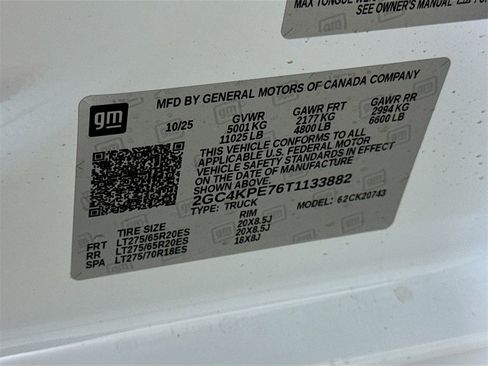 MAX TONGUE WEI
SEE OWNER'S MANUAL
gm
MFD BY GENERAL MOTORS OF CANADA COMPANY
10/25 GVWR GAWR FRT GAWR RR
5001 KG 2177 KG 2994 KG
11025 LB 4800 LB 6600 LB
THIS VEHICLE CONFORMS TO ALL
APPLICABLE U.S. FEDERAL MOTOR
VEHICLE SAFETY STANDARDS IN EFFECT
ON THE DATE OF MANUFACTURE
2GC4KPE76T1133882
TYPE: TRUCK MODEL: 62CK20743
TIRE SIZE RIM
FRT LT275/65R20ES 20X8.5J
RR LT275/65R20ES 20X8.5J
SPA LT275/70R18ES 18X8J